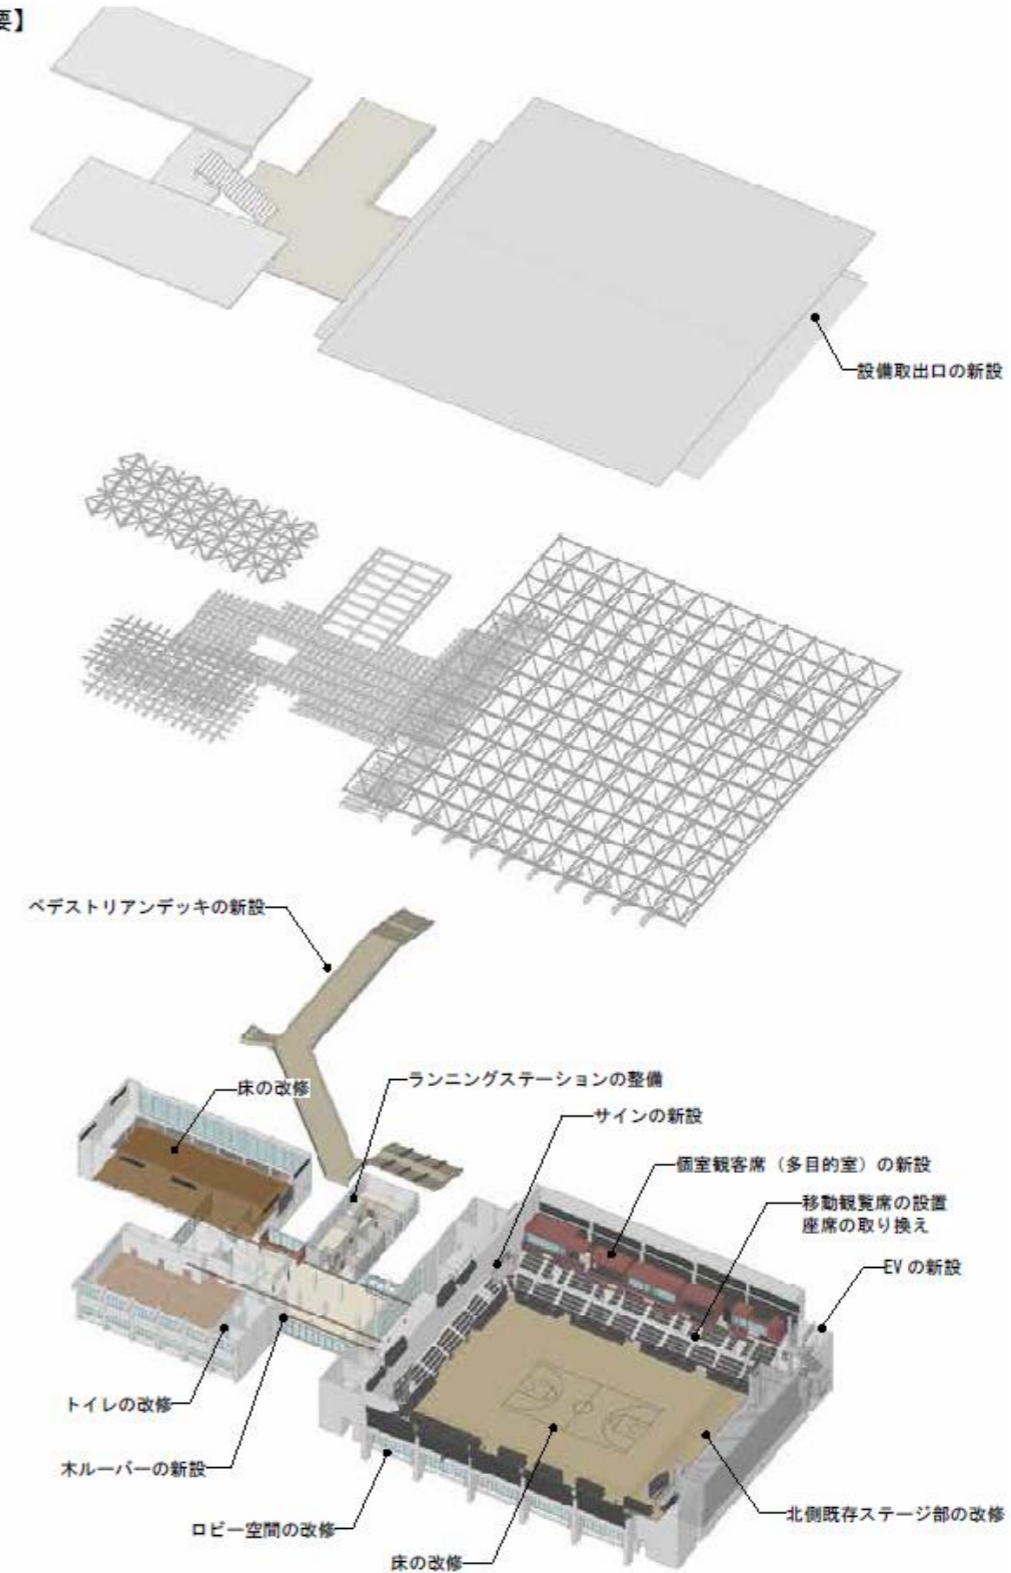 要】
設備取出口の新設
ペデストリアンデッキの新設
床の改修
ランニングステーションの整備
サインの新設
個室観客席（多目的室）の新設
移動観覧席の設置
座席の取り換え
EVの新設
トイレの改修
木ルーバーの新設
ロビー空間の改修
床の改修
北側既存ステージ部の改修